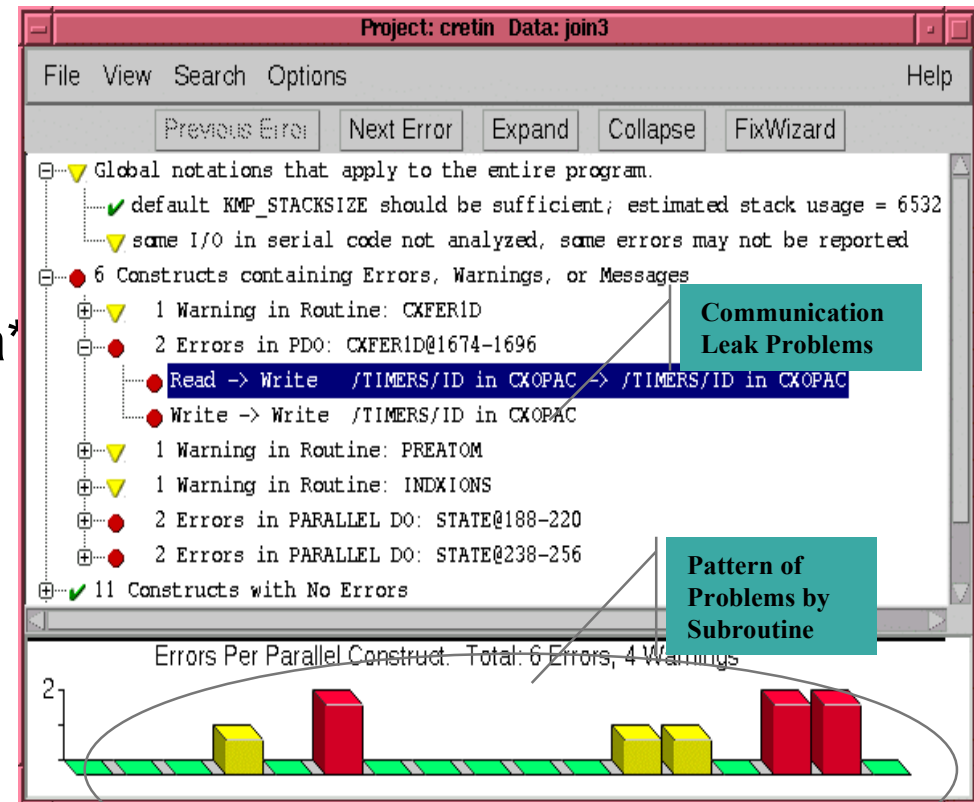 Project: cretin Data: join3
File View Search Options Help
Previous Error Next Error Expand Collapse FixWizard
Global notations that apply to the entire program.
default KMP_STACKSIZE should be sufficient; estimated stack usage = 6532
some I/O in serial code not analyzed, some errors may not be reported
6 Constructs containing Errors, Warnings, or Messages
1 Warning in Routine: CXFER1D
2 Errors in PDO: CXFER1D@1674-1696
Read -> Write /TIMERS/ID in CXOPAC -> /TIMERS/ID in CXOPAC
Write -> Write /TIMERS/ID in CXOPAC
1 Warning in Routine: PREATOM
1 Warning in Routine: INDXIONS
2 Errors in PARALLEL DO: STATE@188-220
2 Errors in PARALLEL DO: STATE@238-256
11 Constructs with No Errors
Communication
Leak Problems
Pattern of
Problems by
Subroutine
Errors Per Parallel Construct. Total: 6 Errors, 4 Warnings
2